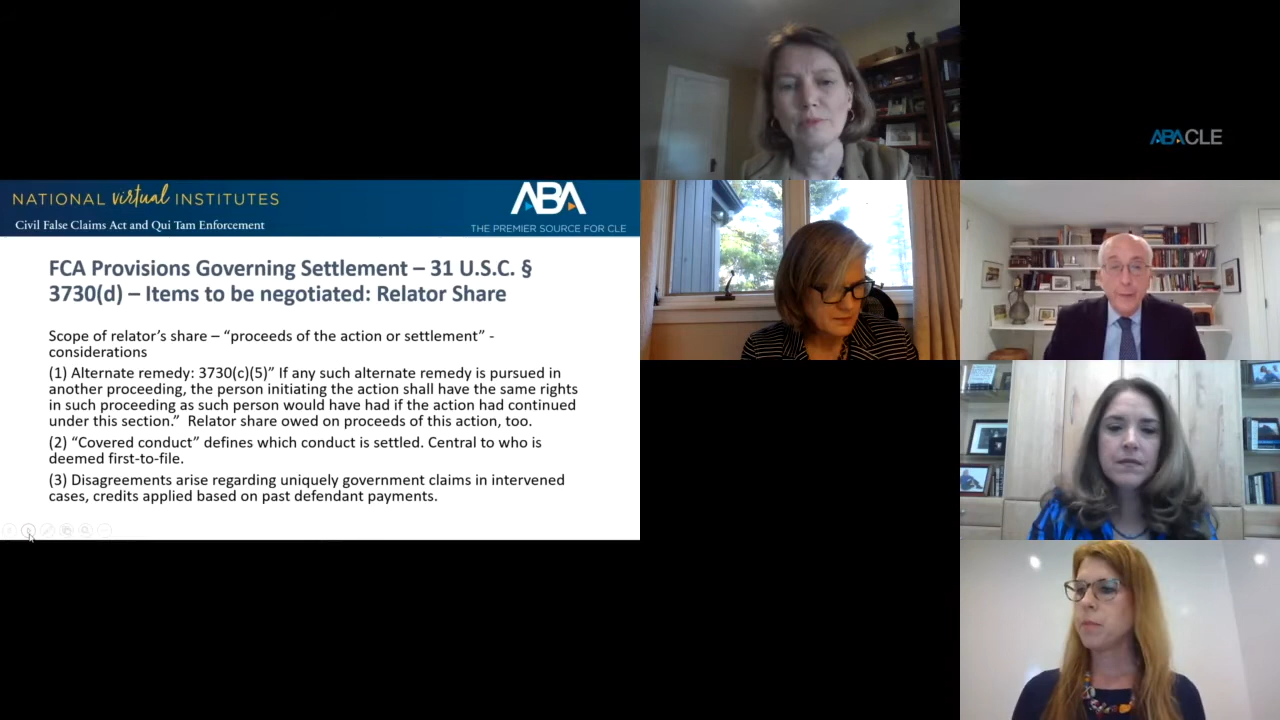 ABACLE
NATIONAL virtual INSTITUTES
Civil False Claims Act and Qui Tam Enforcement
ABA
THE PREMIER SOURCE FOR CLE
FCA Provisions Governing Settlement – 31 U.S.C. §
3730(d) – Items to be negotiated: Relator Share
Scope of relator's share – “proceeds of the action or settlement” -
considerations
(1) Alternate remedy: 3730(c)(5)” If any such alternate remedy is pursued in
another proceeding, the person initiating the action shall have the same rights
in such proceeding as such person would have had if the action had continued
under this section.” Relator share owed on proceeds of this action, too.
(2) “Covered conduct” defines which conduct is settled. Central to who is
deemed first-to-file.
(3) Disagreements arise regarding uniquely government claims in intervened
cases, credits applied based on past defendant payments.